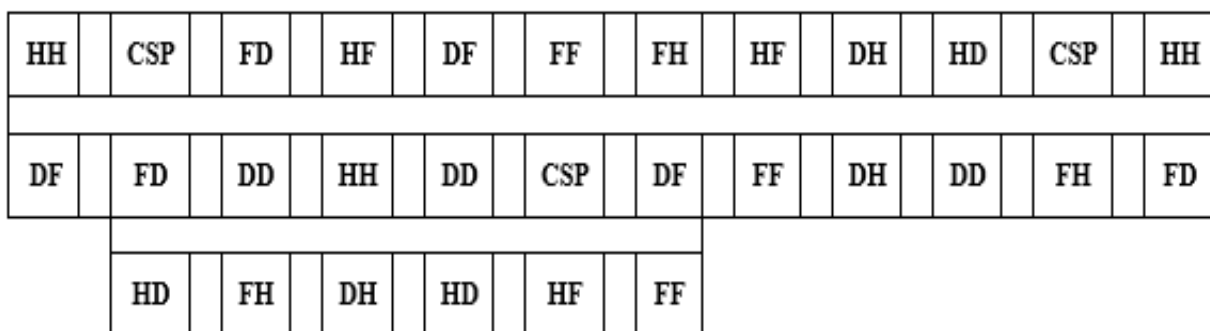 HH CSP FD HF DF FF FH HF DH HD CSP HH
DF FD DD HH DD CSP DF FF DH DD FH FD
HD FH DH HD HF FF